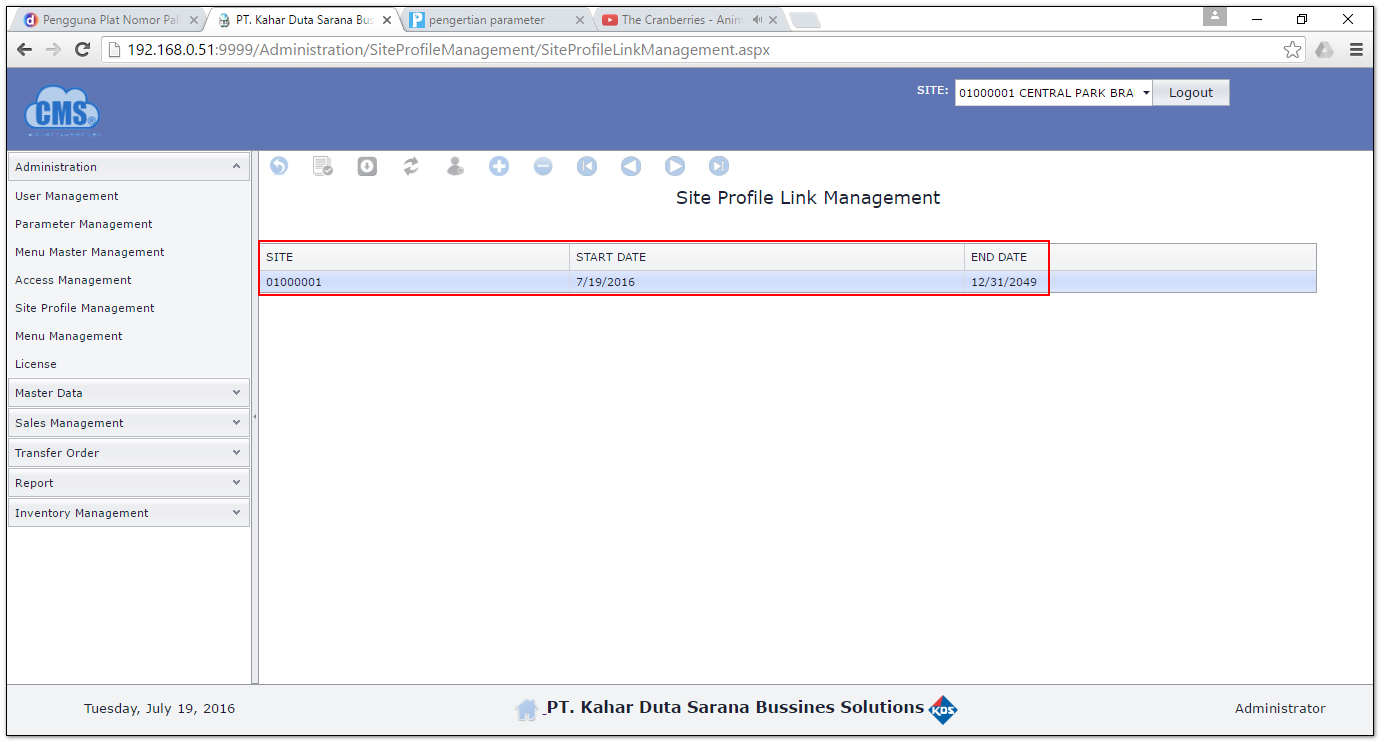 Pengguna Plat Nomor Pal
PT. Kahar Duta Sarana Bus
pengertian parameter
The Cranberries - Anim
192.168.0.51:9999/Administration/SiteProfileManagement/SiteProfileLinkManagement.aspx
CMS®
SITE: 01000001 CENTRAL PARK BRA Logout
Administration
User Management
Parameter Management
Menu Master Management
Access Management
Site Profile Management
Menu Management
License
Master Data
Sales Management
Transfer Order
Report
Inventory Management
Site Profile Link Management
SITE START DATE END DATE
01000001 7/19/2016 12/31/2049
Tuesday, July 19, 2016
PT. Kahar Duta Sarana Bussines Solutions
KDS
Administrator